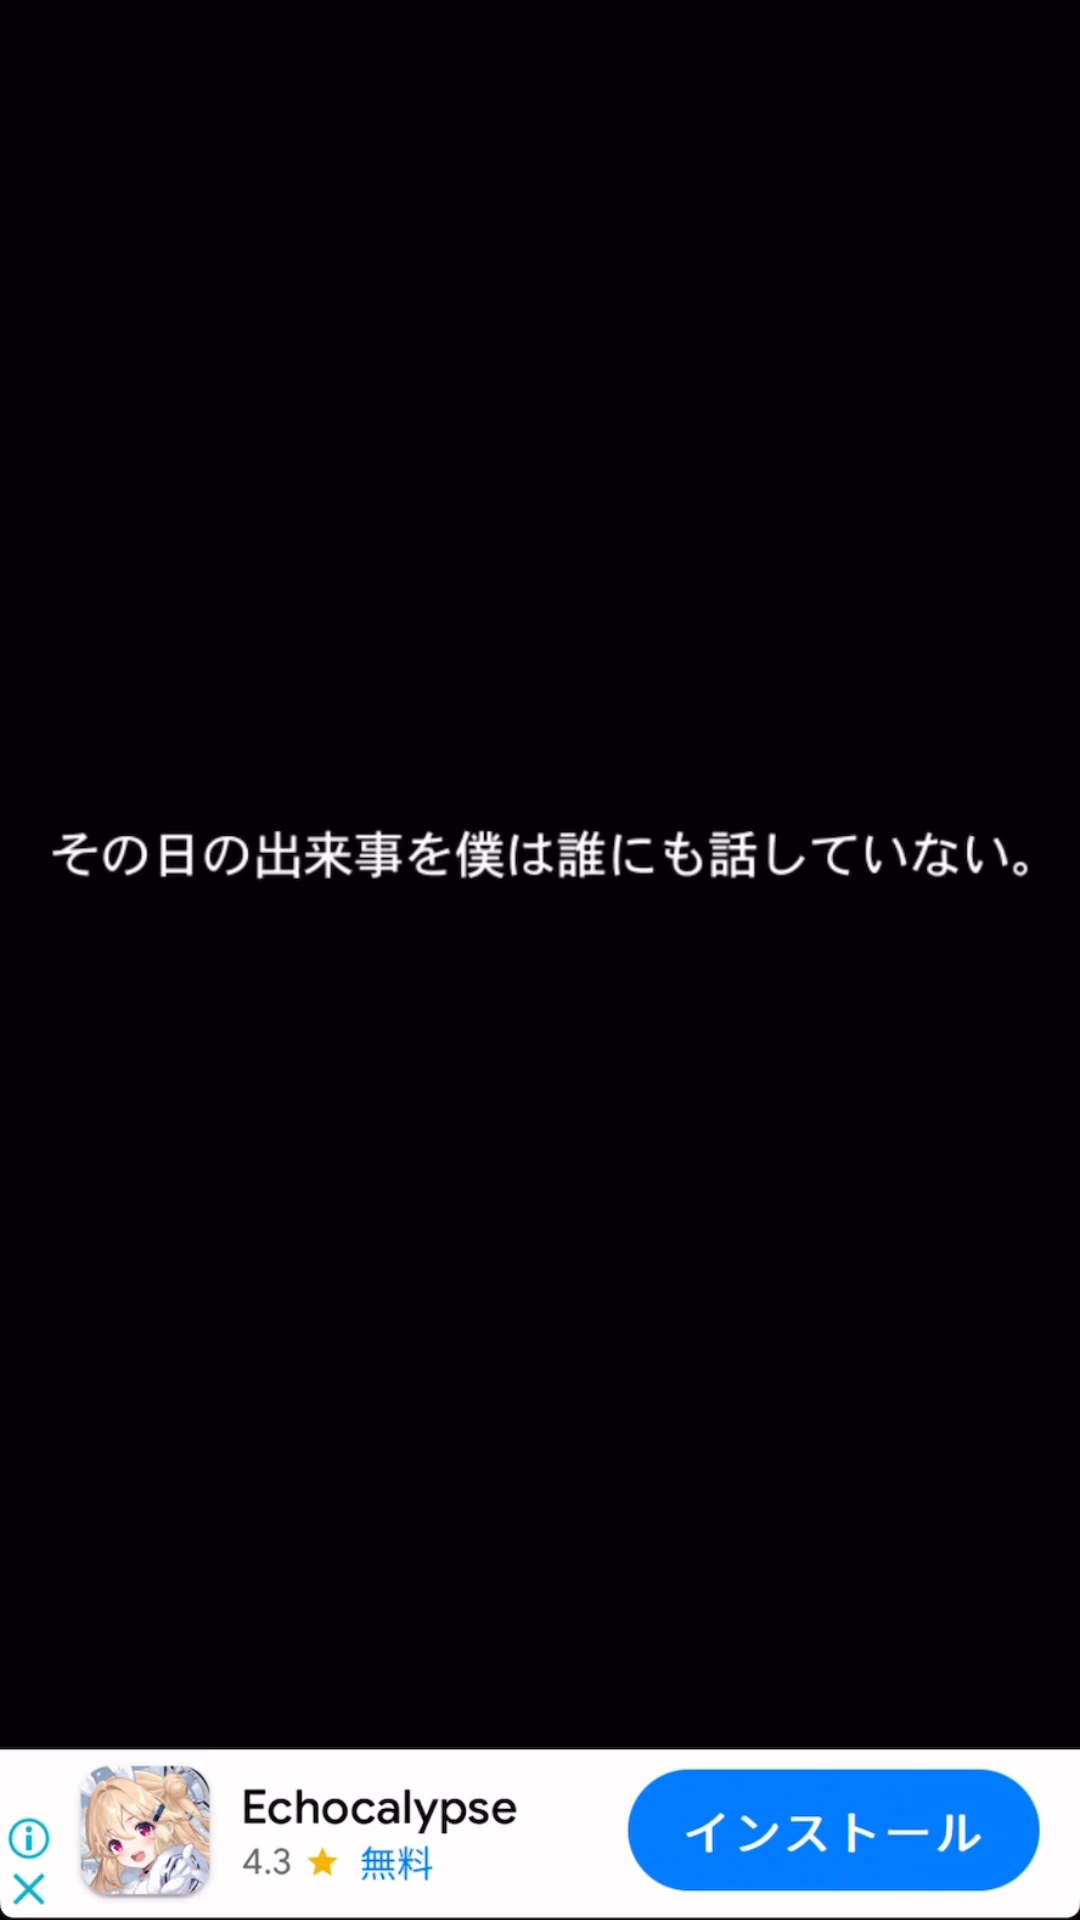 その日の出来事を僕は誰にも話していない。
Echocalypse
4.3 ★ 無料
インストール